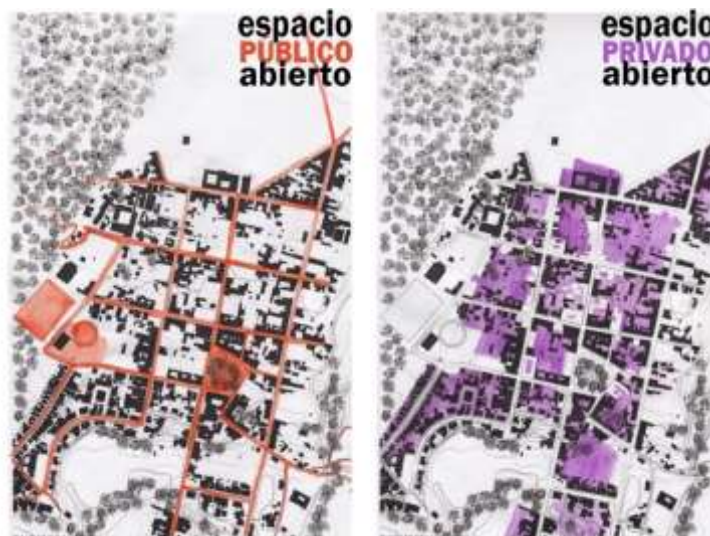 espacio
PUBLICO
abierto
espacio
PRIVADO
abierto